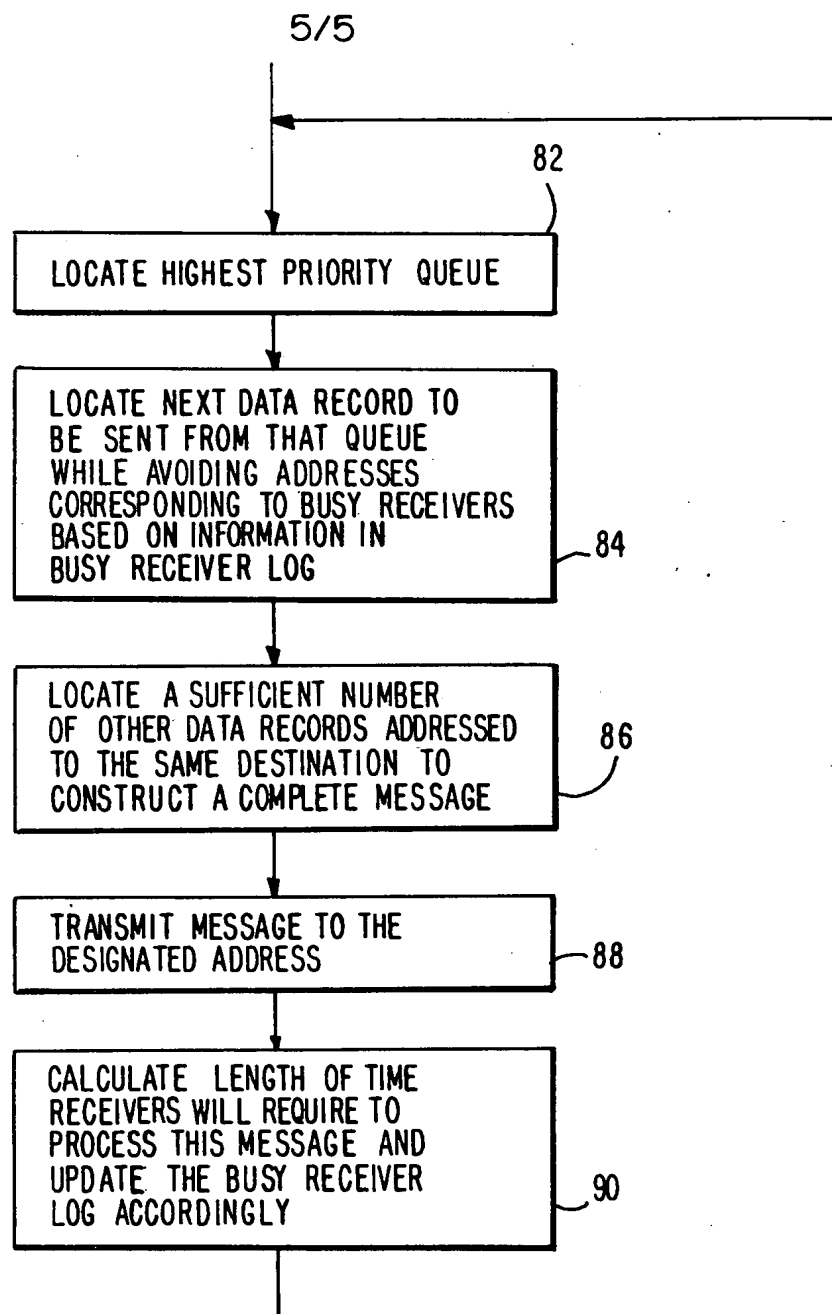 5/5
82
LOCATE HIGHEST PRIORITY QUEUE
LOCATE NEXT DATA RECORD TO
BE SENT FROM THAT QUEUE
WHILE AVOIDING ADDRESSES
CORRESPONDING TO BUSY RECEIVERS
BASED ON INFORMATION IN
BUSY RECEIVER LOG
84
LOCATE A SUFFICIENT NUMBER
OF OTHER DATA RECORDS ADDRESSED
TO THE SAME DESTINATION TO
CONSTRUCT A COMPLETE MESSAGE
86
TRANSMIT MESSAGE TO THE
DESIGNATED ADDRESS
88
CALCULATE LENGTH OF TIME
RECEIVERS WILL REQUIRE TO
PROCESS THIS MESSAGE AND
UPDATE THE BUSY RECEIVER
LOG ACCORDINGLY
90